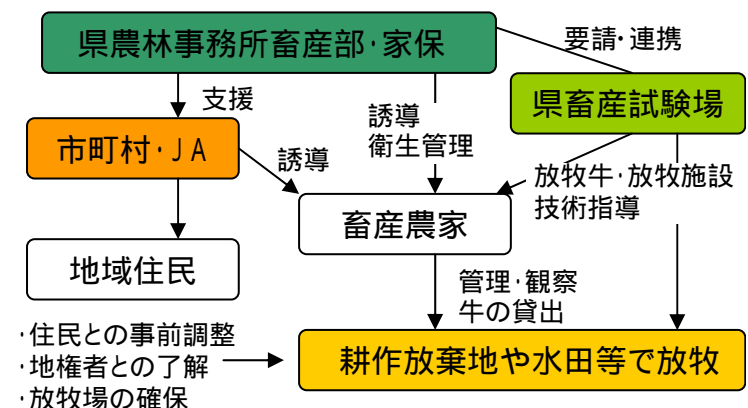 県農林事務所畜産部・家保
要請・連携
支援
誘導
衛生管理
県畜産試験場
市町村・JA
誘導
放牧牛・放牧施設
技術指導
畜産農家
地域住民
管理・観察
牛の貸出
・住民との事前調整
・地権者との了解
・放牧場の確保
耕作放棄地や水田等で放牧